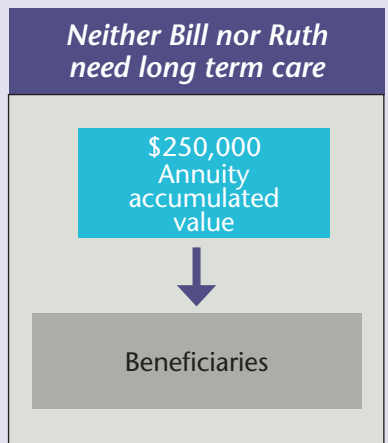 Neither Bill nor Ruth
need long term care
$250,000
Annuity
accumulated
value
Beneficiaries